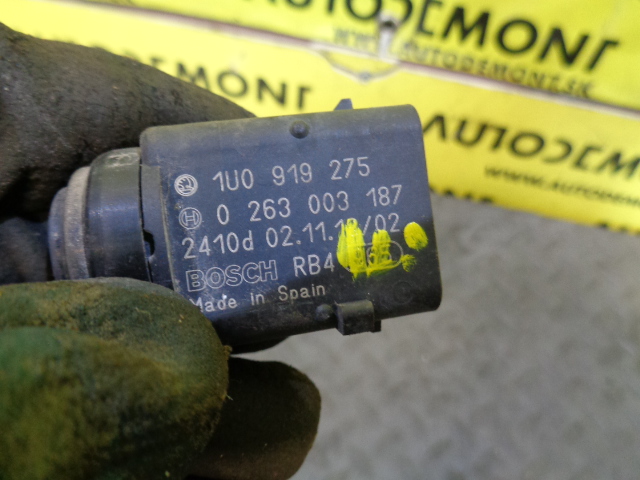 AUTODEMONT
WWW.AUTODEMONT.SK
AUTODEMONT
1U0 919 275
0 263 003 187
2410d 02.11.
BOSCH RB4
Made in Spain